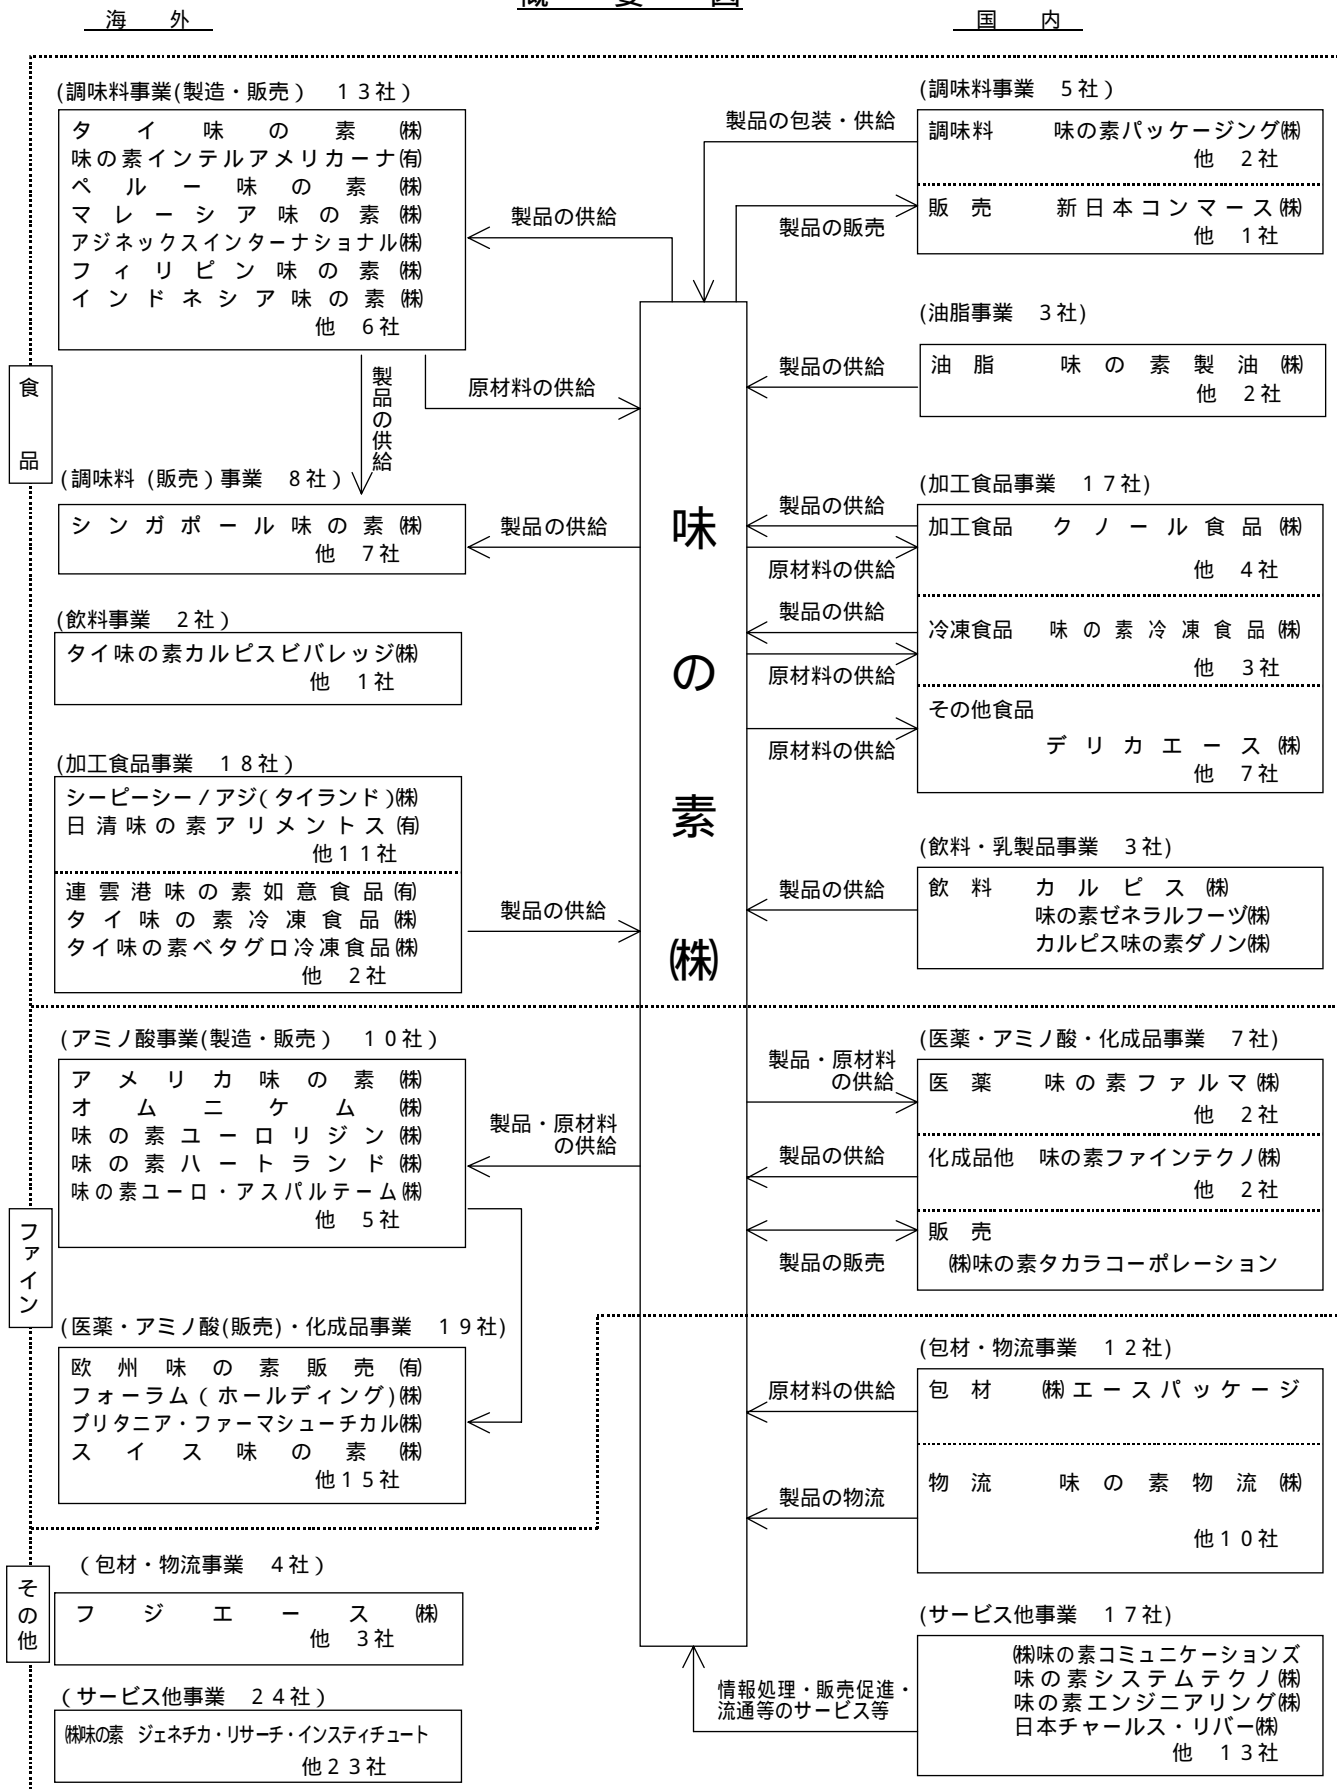 概 要 図
海 外
国 内
食品
(調味料事業(製造・販売) 13社)
タイ味の素㈱
味の素インテルアメリカーナ㈲
ペルー味の素㈱
マレーシア味の素㈱
アジネックスインターナショナル㈱
フィリピン味の素㈱
インドネシア味の素㈱
他 6社
製品の供給
原材料の供給
製品の供給
(調味料(販売)事業 8社)
シンガポール味の素㈱
他 7社
製品の供給
(飲料事業 2社)
タイ味の素カルピスビバレッジ㈱
他 1社
(加工食品事業 18社)
シーピーシー/アジ(タイランド)㈱
日清味の素アリメントス㈲
他11社
連雲港味の素如意食品㈲
タイ味の素冷凍食品㈱
タイ味の素ベタグロ冷凍食品㈱
他 2社
製品の供給
ファイン
(アミノ酸事業(製造・販売) 10社)
アメリカ味の素㈱
オムニケム㈱
味の素ユーロリジン㈱
味の素ハートランド㈱
味の素ユーロ・アスパルテーム㈱
他 5社
製品・原材料
の供給
(医薬・アミノ酸(販売)・化成品事業 19社)
欧州味の素販売㈲
フォーラム(ホールディング)㈱
ブリタニア・ファーマシューチカル㈱
スイス味の素㈱
他15社
その他
(包材・物流事業 4社)
フジエース㈱
他 3社
(サービス他事業 24社)
㈱味の素 ジェネチカ・リサーチ・インスティチュート
他23社
味の素㈱
(調味料事業 5社)
製品の包装・供給
調味料 味の素パッケージング㈱
他 2社
製品の販売
販 売 新日本コンマース㈱
他 1社
(油脂事業 3社)
製品の供給
油 脂 味の素製油㈱
他 2社
(加工食品事業 17社)
製品の供給
加工食品 クノール食品㈱
原材料の供給
他 4社
製品の供給
冷凍食品 味の素冷凍食品㈱
原材料の供給
他 3社
その他食品
原材料の供給
デリカエース㈱
他 7社
(飲料・乳製品事業 3社)
製品の供給
飲 料 カルピス㈱
味の素ゼネラルフーヅ㈱
カルピス味の素ダノン㈱
(医薬・アミノ酸・化成品事業 7社)
製品・原材料
の供給
医 薬 味の素ファルマ㈱
他 2社
製品の供給
化成品他 味の素ファインテクノ㈱
他 2社
販 売
製品の販売
㈱味の素タカラコーポレーション
(包材・物流事業 12社)
原材料の供給
包 材 ㈱エースパッケージ
製品の物流
物 流 味の素物流㈱
他10社
(サービス他事業 17社)
㈱味の素コミュニケーションズ
味の素システムテクノ㈱
味の素エンジニアリング㈱
日本チャールス・リバー㈱
他 13社
情報処理・販売促進・
流通等のサービス等